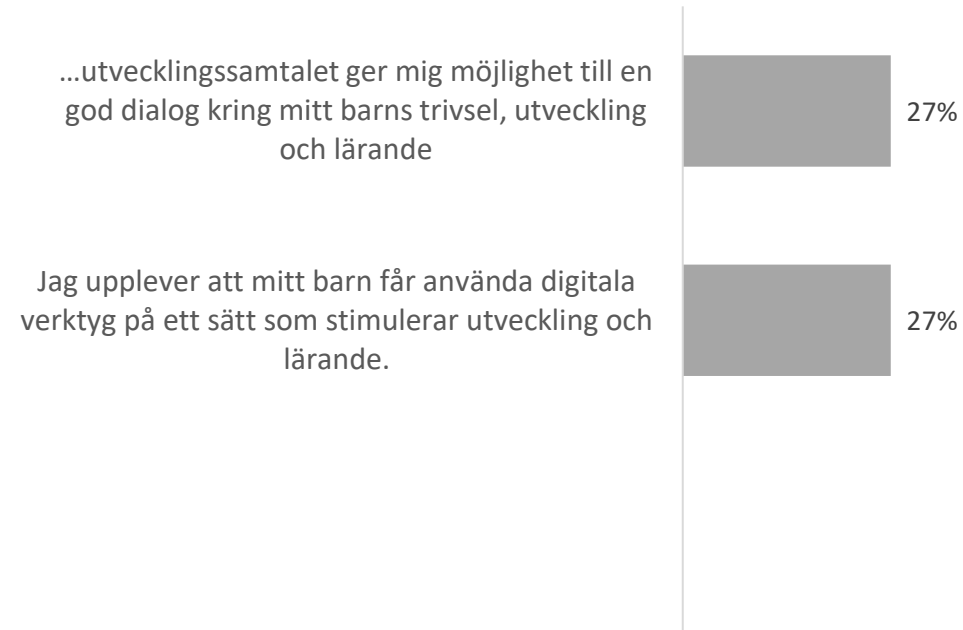 …utvecklingssamtalet ger mig möjlighet till en
god dialog kring mitt barns trivsel, utveckling
och lärande
27%
Jag upplever att mitt barn får använda digitala
verktyg på ett sätt som stimulerar utveckling och
lärande.
27%